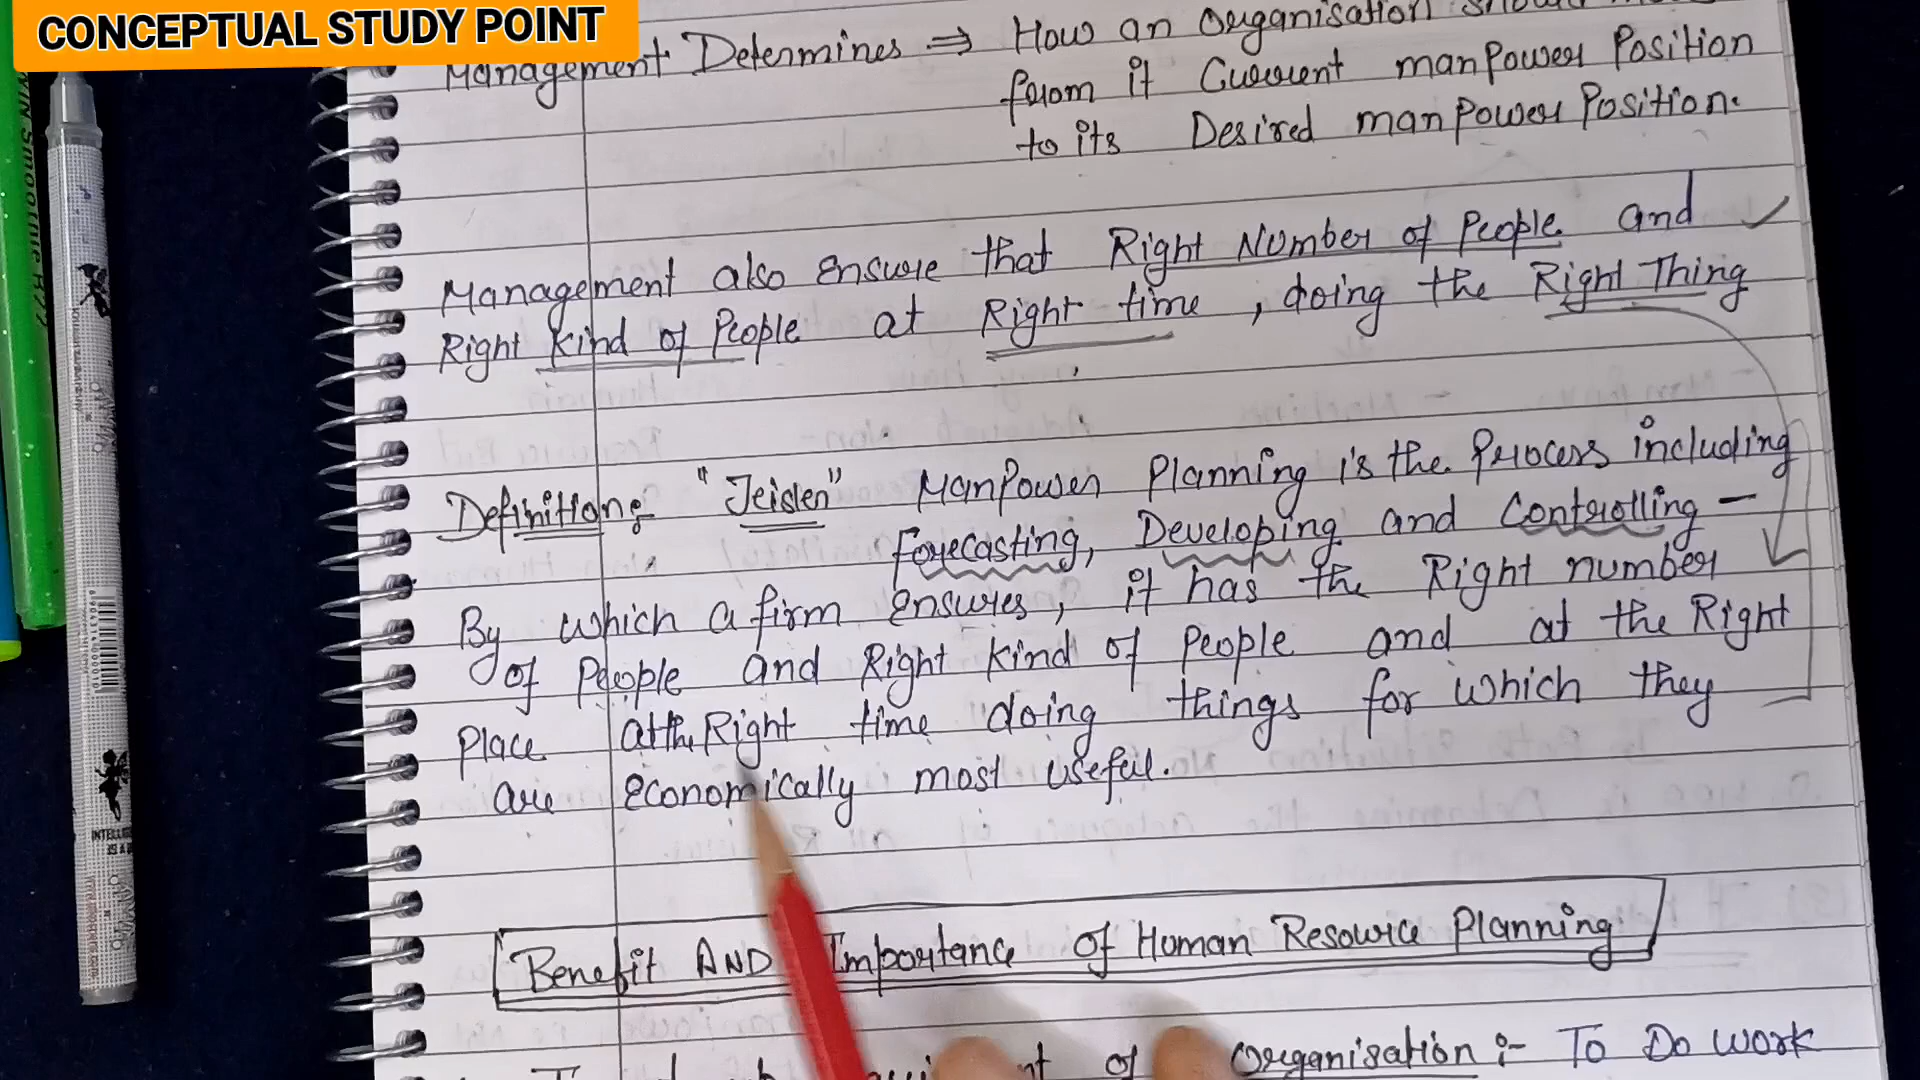 CONCEPTUAL STUDY POINT
Management Determines ⇒ How an Organisation should
from it Current manpower Position
to its Desired manpower Position.
Management also ensure that Right Number of People and ✓
Right Kind of People at Right time, doing the Right Thing
Definition:- "Jeislen" ManPower Planning is the Process including
forecasting, Developing and Controlling —
By which a firm ensures, it has the Right number
of People and Right Kind of People and at the Right
Place at the Right time doing things for which they
are economically most useful.
Benefit AND Importance Of Human Resource Planning
of Organisation :- To Do work